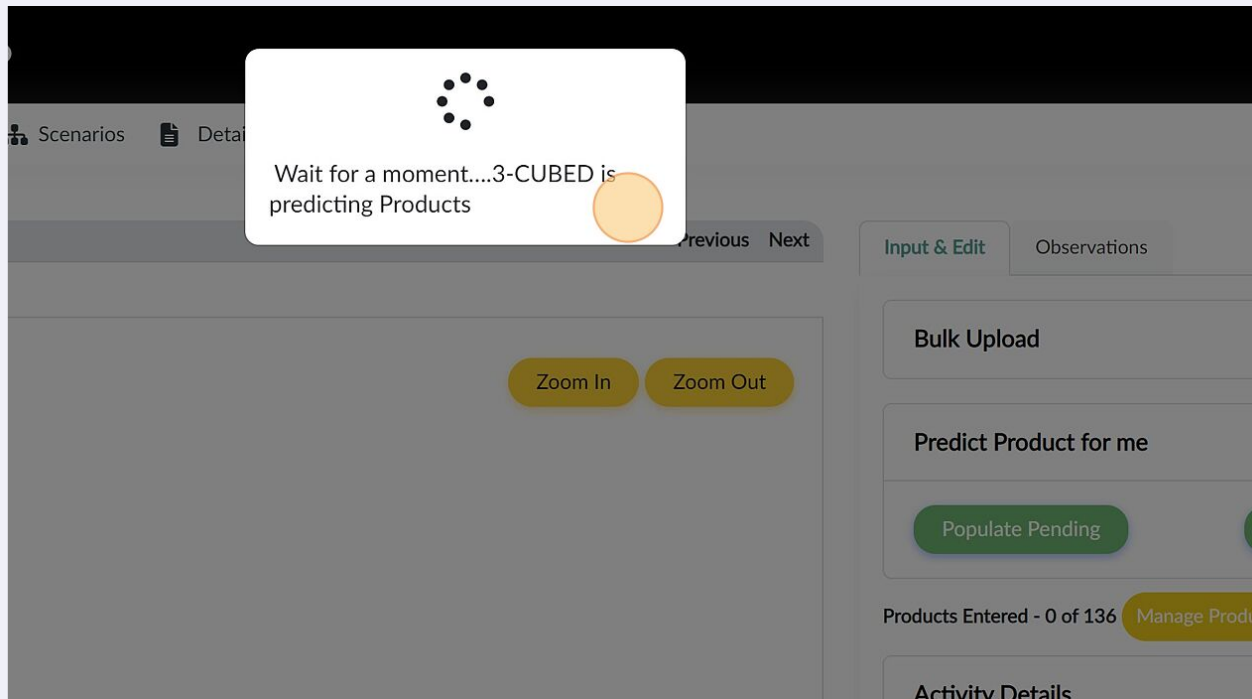 Wait for a moment....3-CUBED is
predicting Products
Scenarios
Previous Next
Input & Edit Observations
Bulk Upload
Zoom In Zoom Out
Predict Product for me
Populate Pending
Products Entered - 0 of 136 Manage
Activity Details